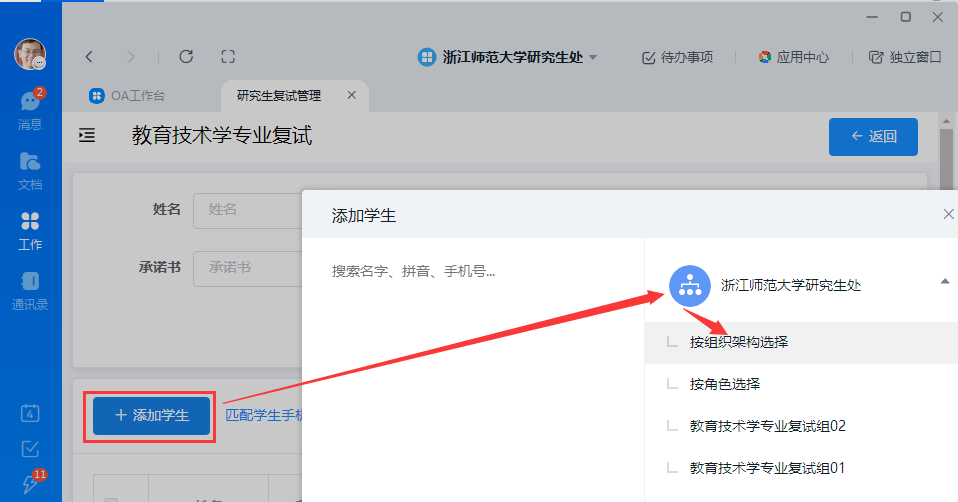 浙江师范大学研究生处
待办事项
应用中心
独立窗口
OA工作台
研究生复试管理
2
消息
文档
工作
通讯录
4
11
教育技术学专业复试
返回
姓名
姓名
承诺书
承诺书
添加学生
匹配学生手机
添加学生
搜索名字、拼音、手机号...
浙江师范大学研究生处
按组织架构选择
按角色选择
教育技术学专业复试组02
教育技术学专业复试组01